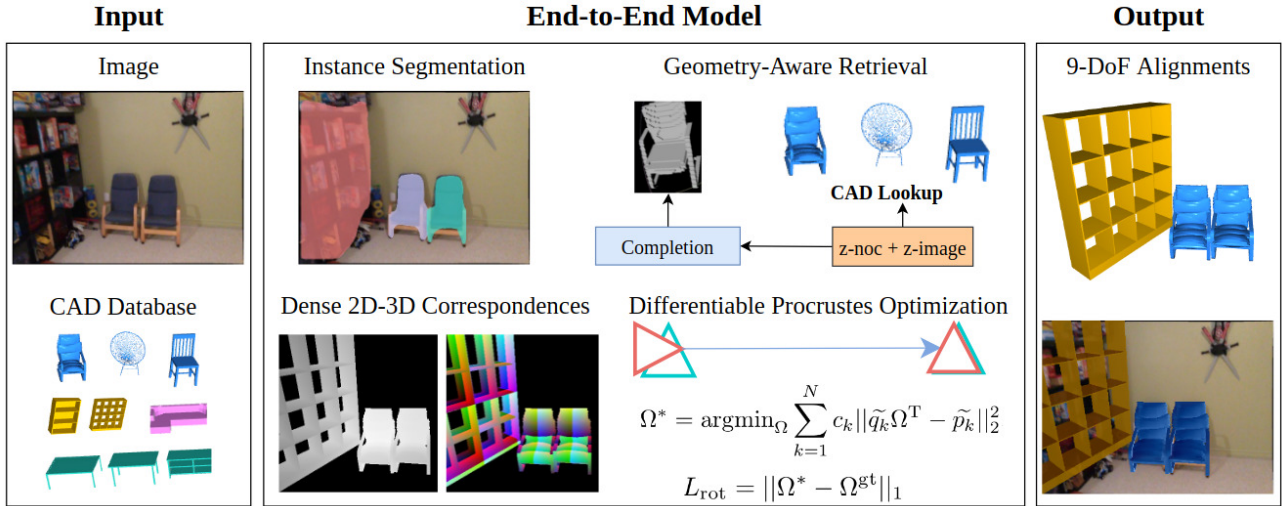 Input
End-to-End Model
Output
Image
Instance Segmentation
Geometry-Aware Retrieval
9-DoF Alignments
CAD Lookup
Completion
z-noc + z-image
CAD Database
Dense 2D-3D Correspondences
Differentiable Procrustes Optimization
Ω* = argmin_Ω ∑_{k=1}^{N} c_k||q̃_kΩ^T − p̃_k||_2^2
L_rot = ||Ω* − Ω^gt||_1